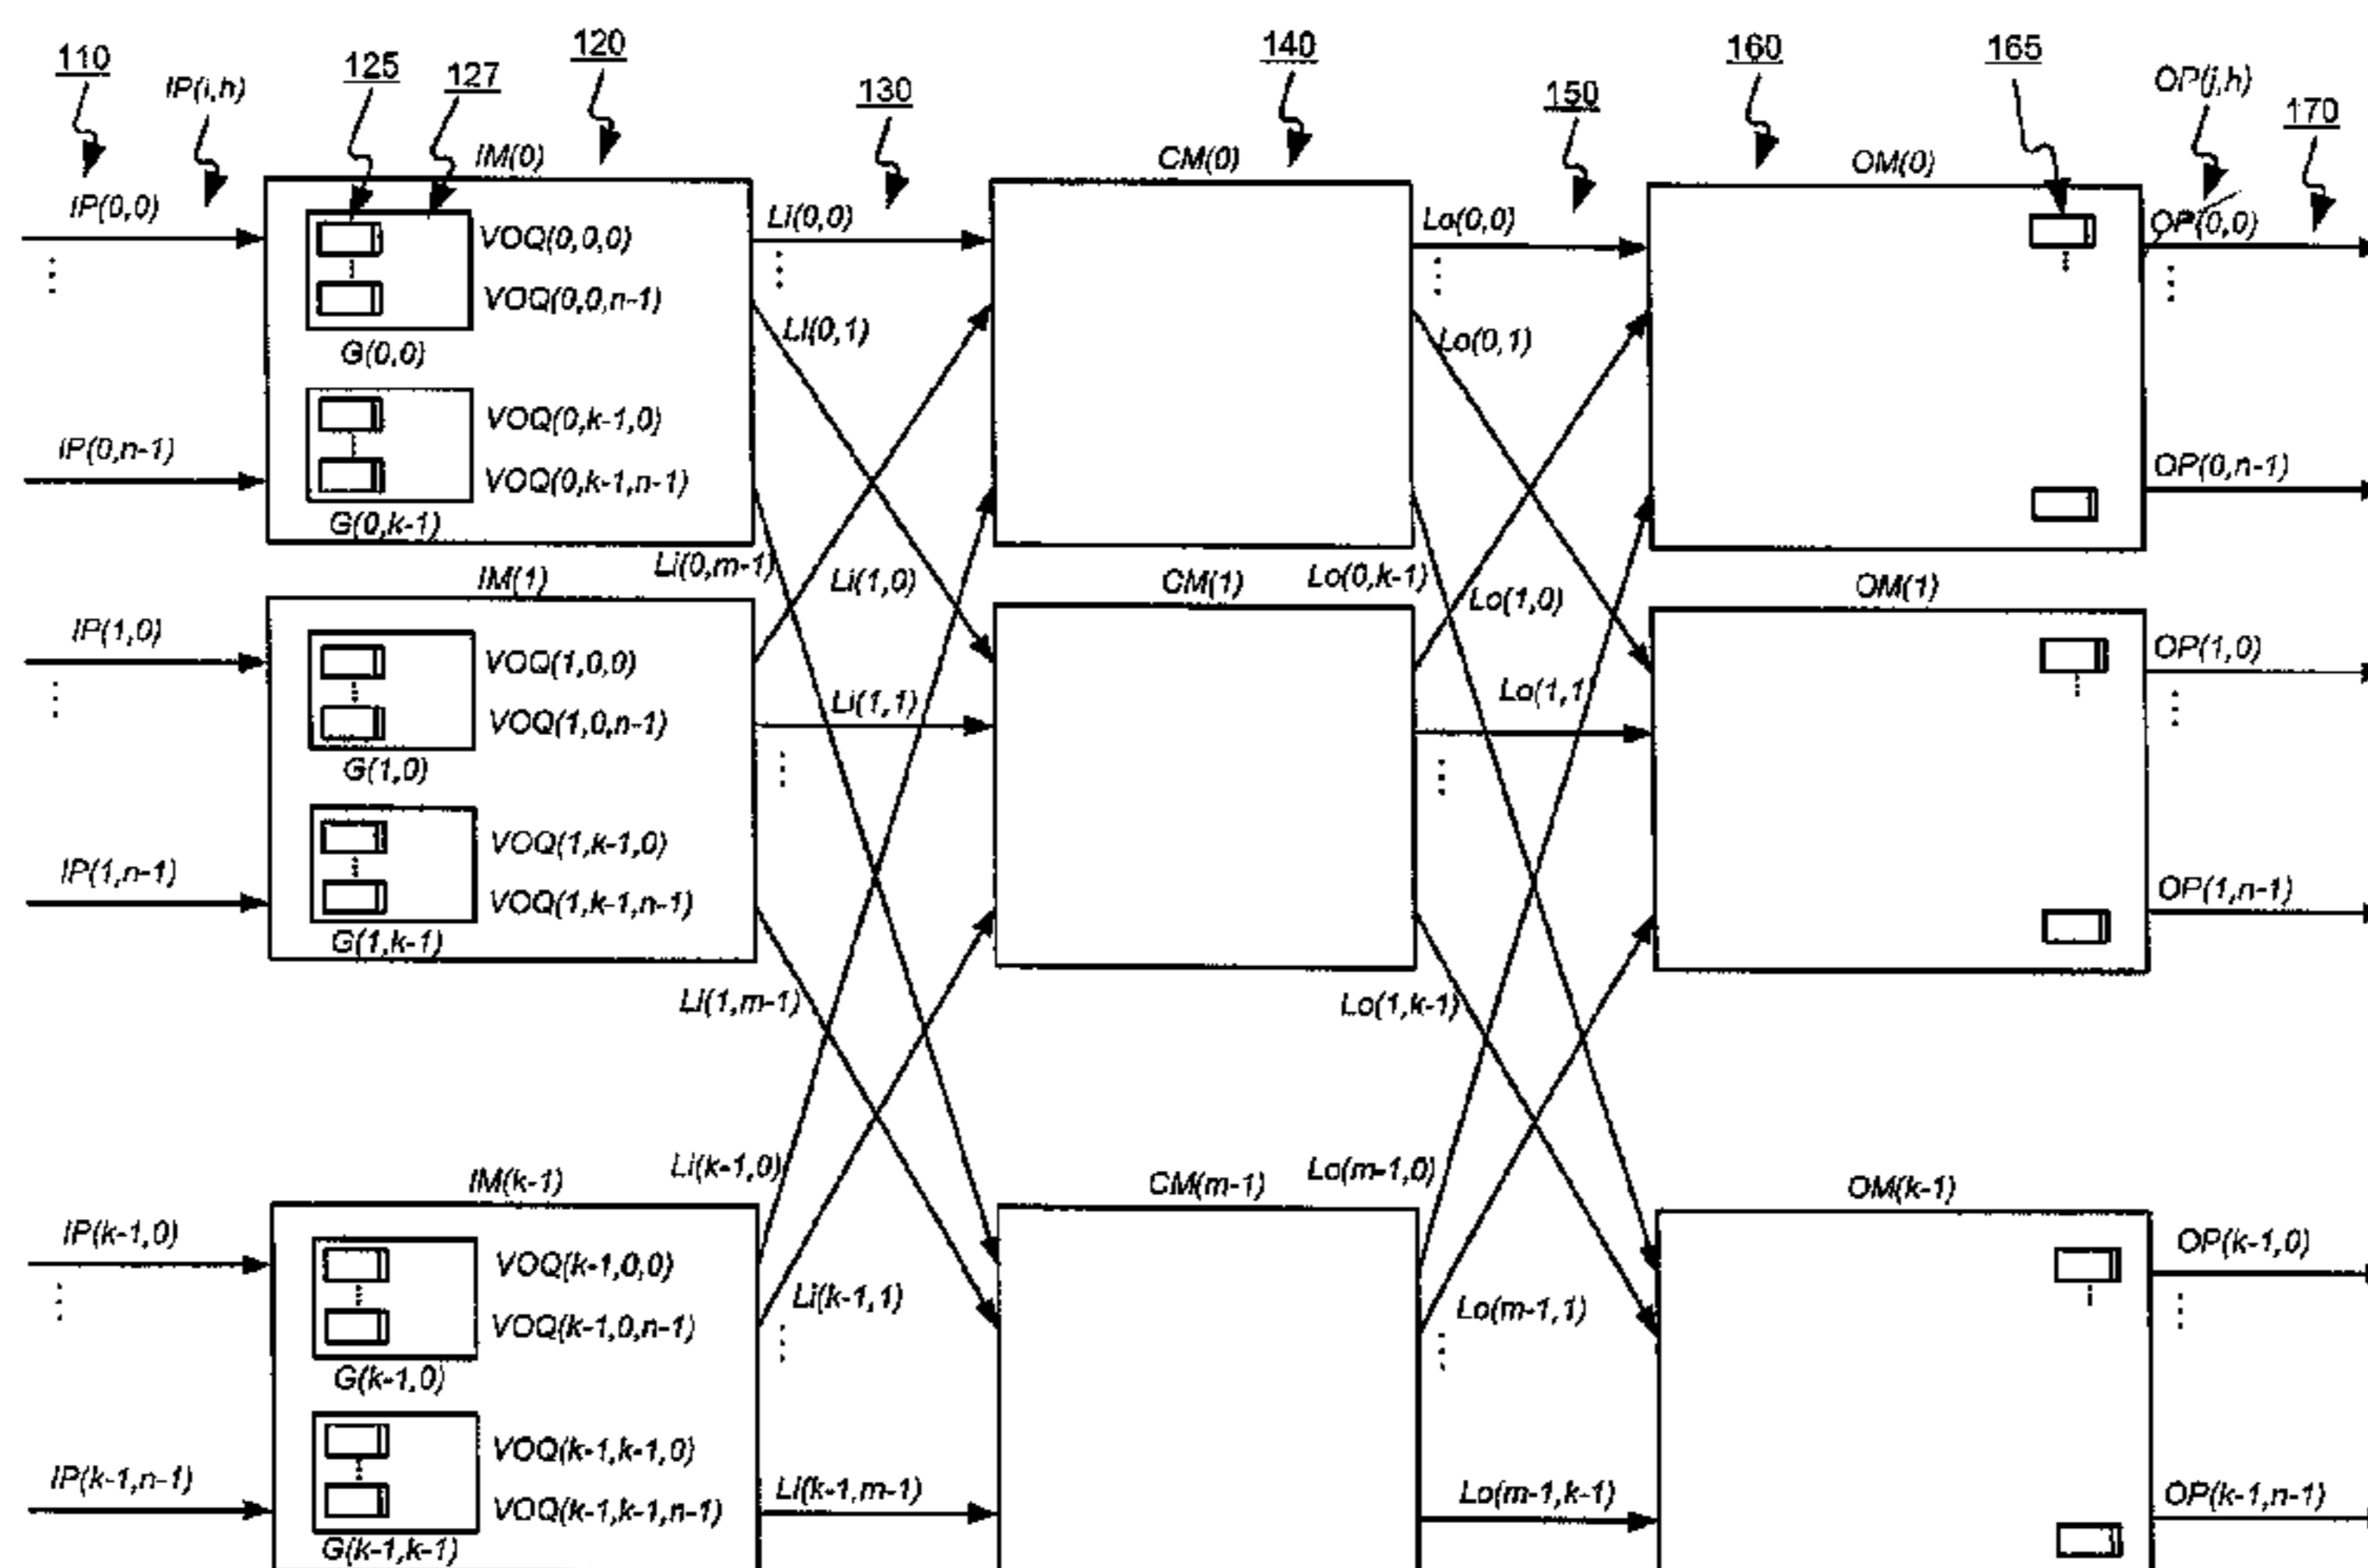 110
IP(i,h)
125
127
120
130
140
150
160
165
OP(j,h)
170
IM(0)
CM(0)
OM(0)
IP(0,0)
VOQ(0,0,0)
Li(0,0)
Lo(0,0)
OP(0,0)
VOQ(0,0,n-1)
Li(0,1)
Lo(0,1)
G(0,0)
VOQ(0,k-1,0)
IP(0,n-1)
VOQ(0,k-1,n-1)
OP(0,n-1)
G(0,k-1)
Li(0,m-1)
Li(1,0)
Lo(0,k-1)
Lo(1,0)
IM(1)
CM(1)
OM(1)
IP(1,0)
VOQ(1,0,0)
OP(1,0)
VOQ(1,0,n-1)
Li(1,1)
Lo(1,1
G(1,0)
VOQ(1,k-1,0)
IP(1,n-1)
VOQ(1,k-1,n-1)
OP(1,n-1)
G(1,k-1)
Li(1,m-1)
Lo(1,k-1)
Li(k-1,0)
Lo(m-1,0)
IM(k-1)
CM(m-1)
OM(k-1)
IP(k-1,0)
VOQ(k-1,0,0)
OP(k-1,0)
Li(k-1,1)
Lo(m-1,1)
VOQ(k-1,0,n-1)
G(k-1,0)
VOQ(k-1,k-1,0)
IP(k-1,n-1)
VOQ(k-1,k-1,n-1)
Li(k-1,m-1)
Lo(m-1,k-1)
OP(k-1,n-1)
G(k-1,k-1)